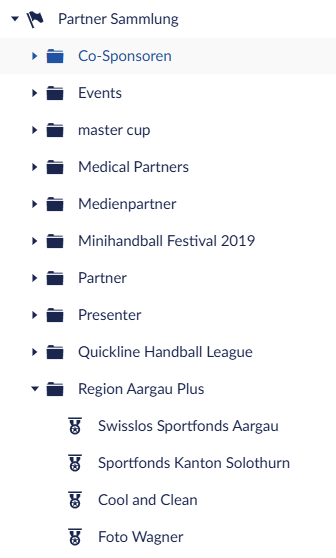 Partner Sammlung
Co-Sponsoren
Events
master cup
Medical Partners
Medienpartner
Minihandball Festival 2019
Partner
Presenter
Quickline Handball League
Region Aargau Plus
Swisslos Sportfonds Aargau
Sportfonds Kanton Solothurn
Cool and Clean
Foto Wagner